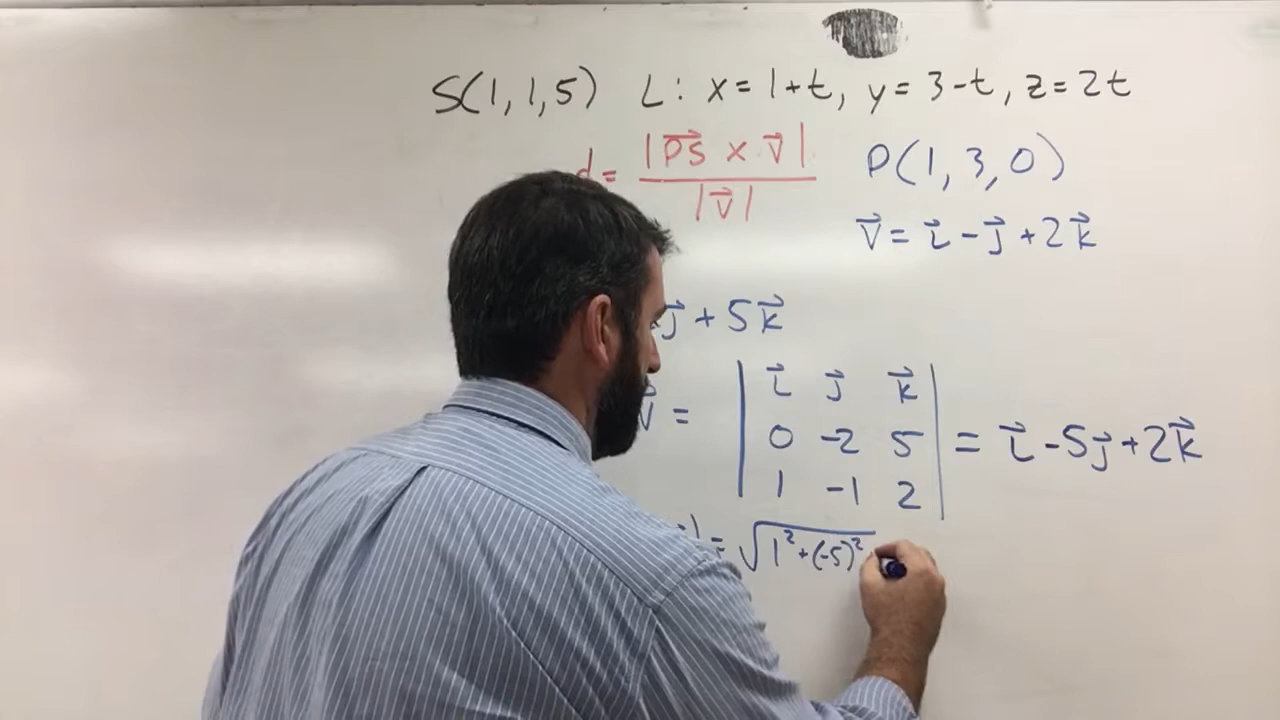 S(1,1,5) L: x=1+t, y=3-t, z=2t
d= |P⃗S⃗ x v⃗| / |v⃗| P(1,3,0)
v⃗= i⃗ - j⃗ +2k⃗
j⃗ + 5k⃗
v⃗ = | i⃗ j⃗ k⃗ |
| 0 -2 5 | = i⃗ -5j⃗ +2k⃗
| 1 -1 2 |
| = √1²+(-5)²